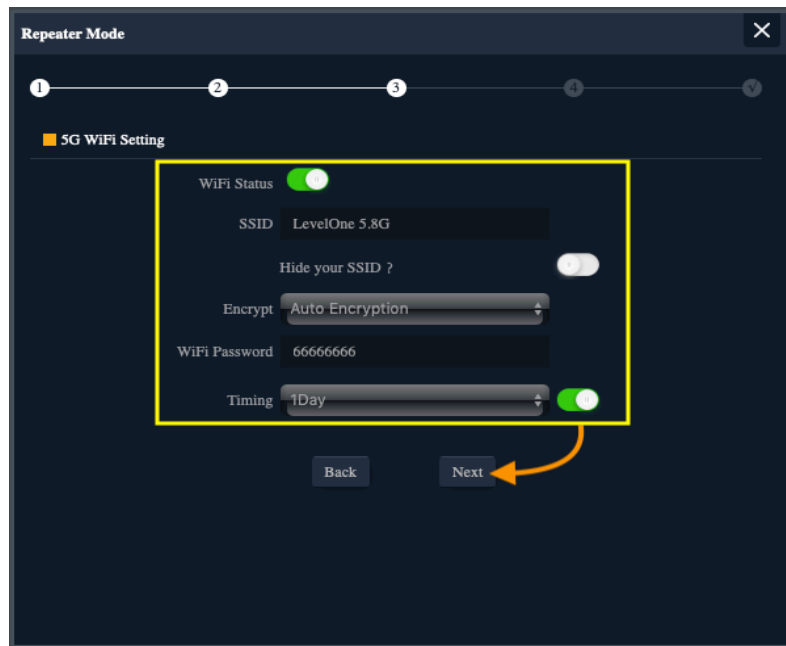 Repeater Mode
1 2 3 4 √
5G WiFi Setting
WiFi Status
SSID LevelOne 5.8G
Hide your SSID ?
Encrypt Auto Encryption
WiFi Password 66666666
Timing 1Day
Back Next